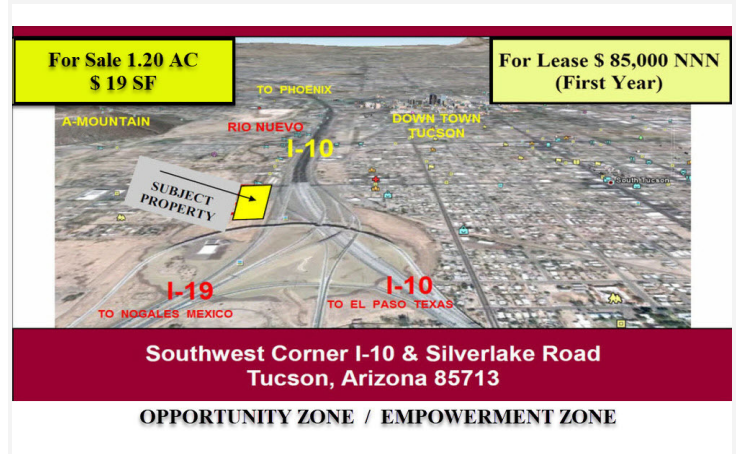 For Sale 1.20 AC
$ 19 SF
For Lease $ 85,000 NNN
(First Year)
TO PHOENIX
A-MOUNTAIN
RIO NUEVO
DOWN TOWN
TUCSON
I-10
South Tucson
SUBJECT
PROPERTY
I-19
TO NOGALES MEXICO
I-10
TO EL PASO TEXAS
Southwest Corner I-10 & Silverlake Road
Tucson, Arizona 85713
OPPORTUNITY ZONE / EMPOWERMENT ZONE